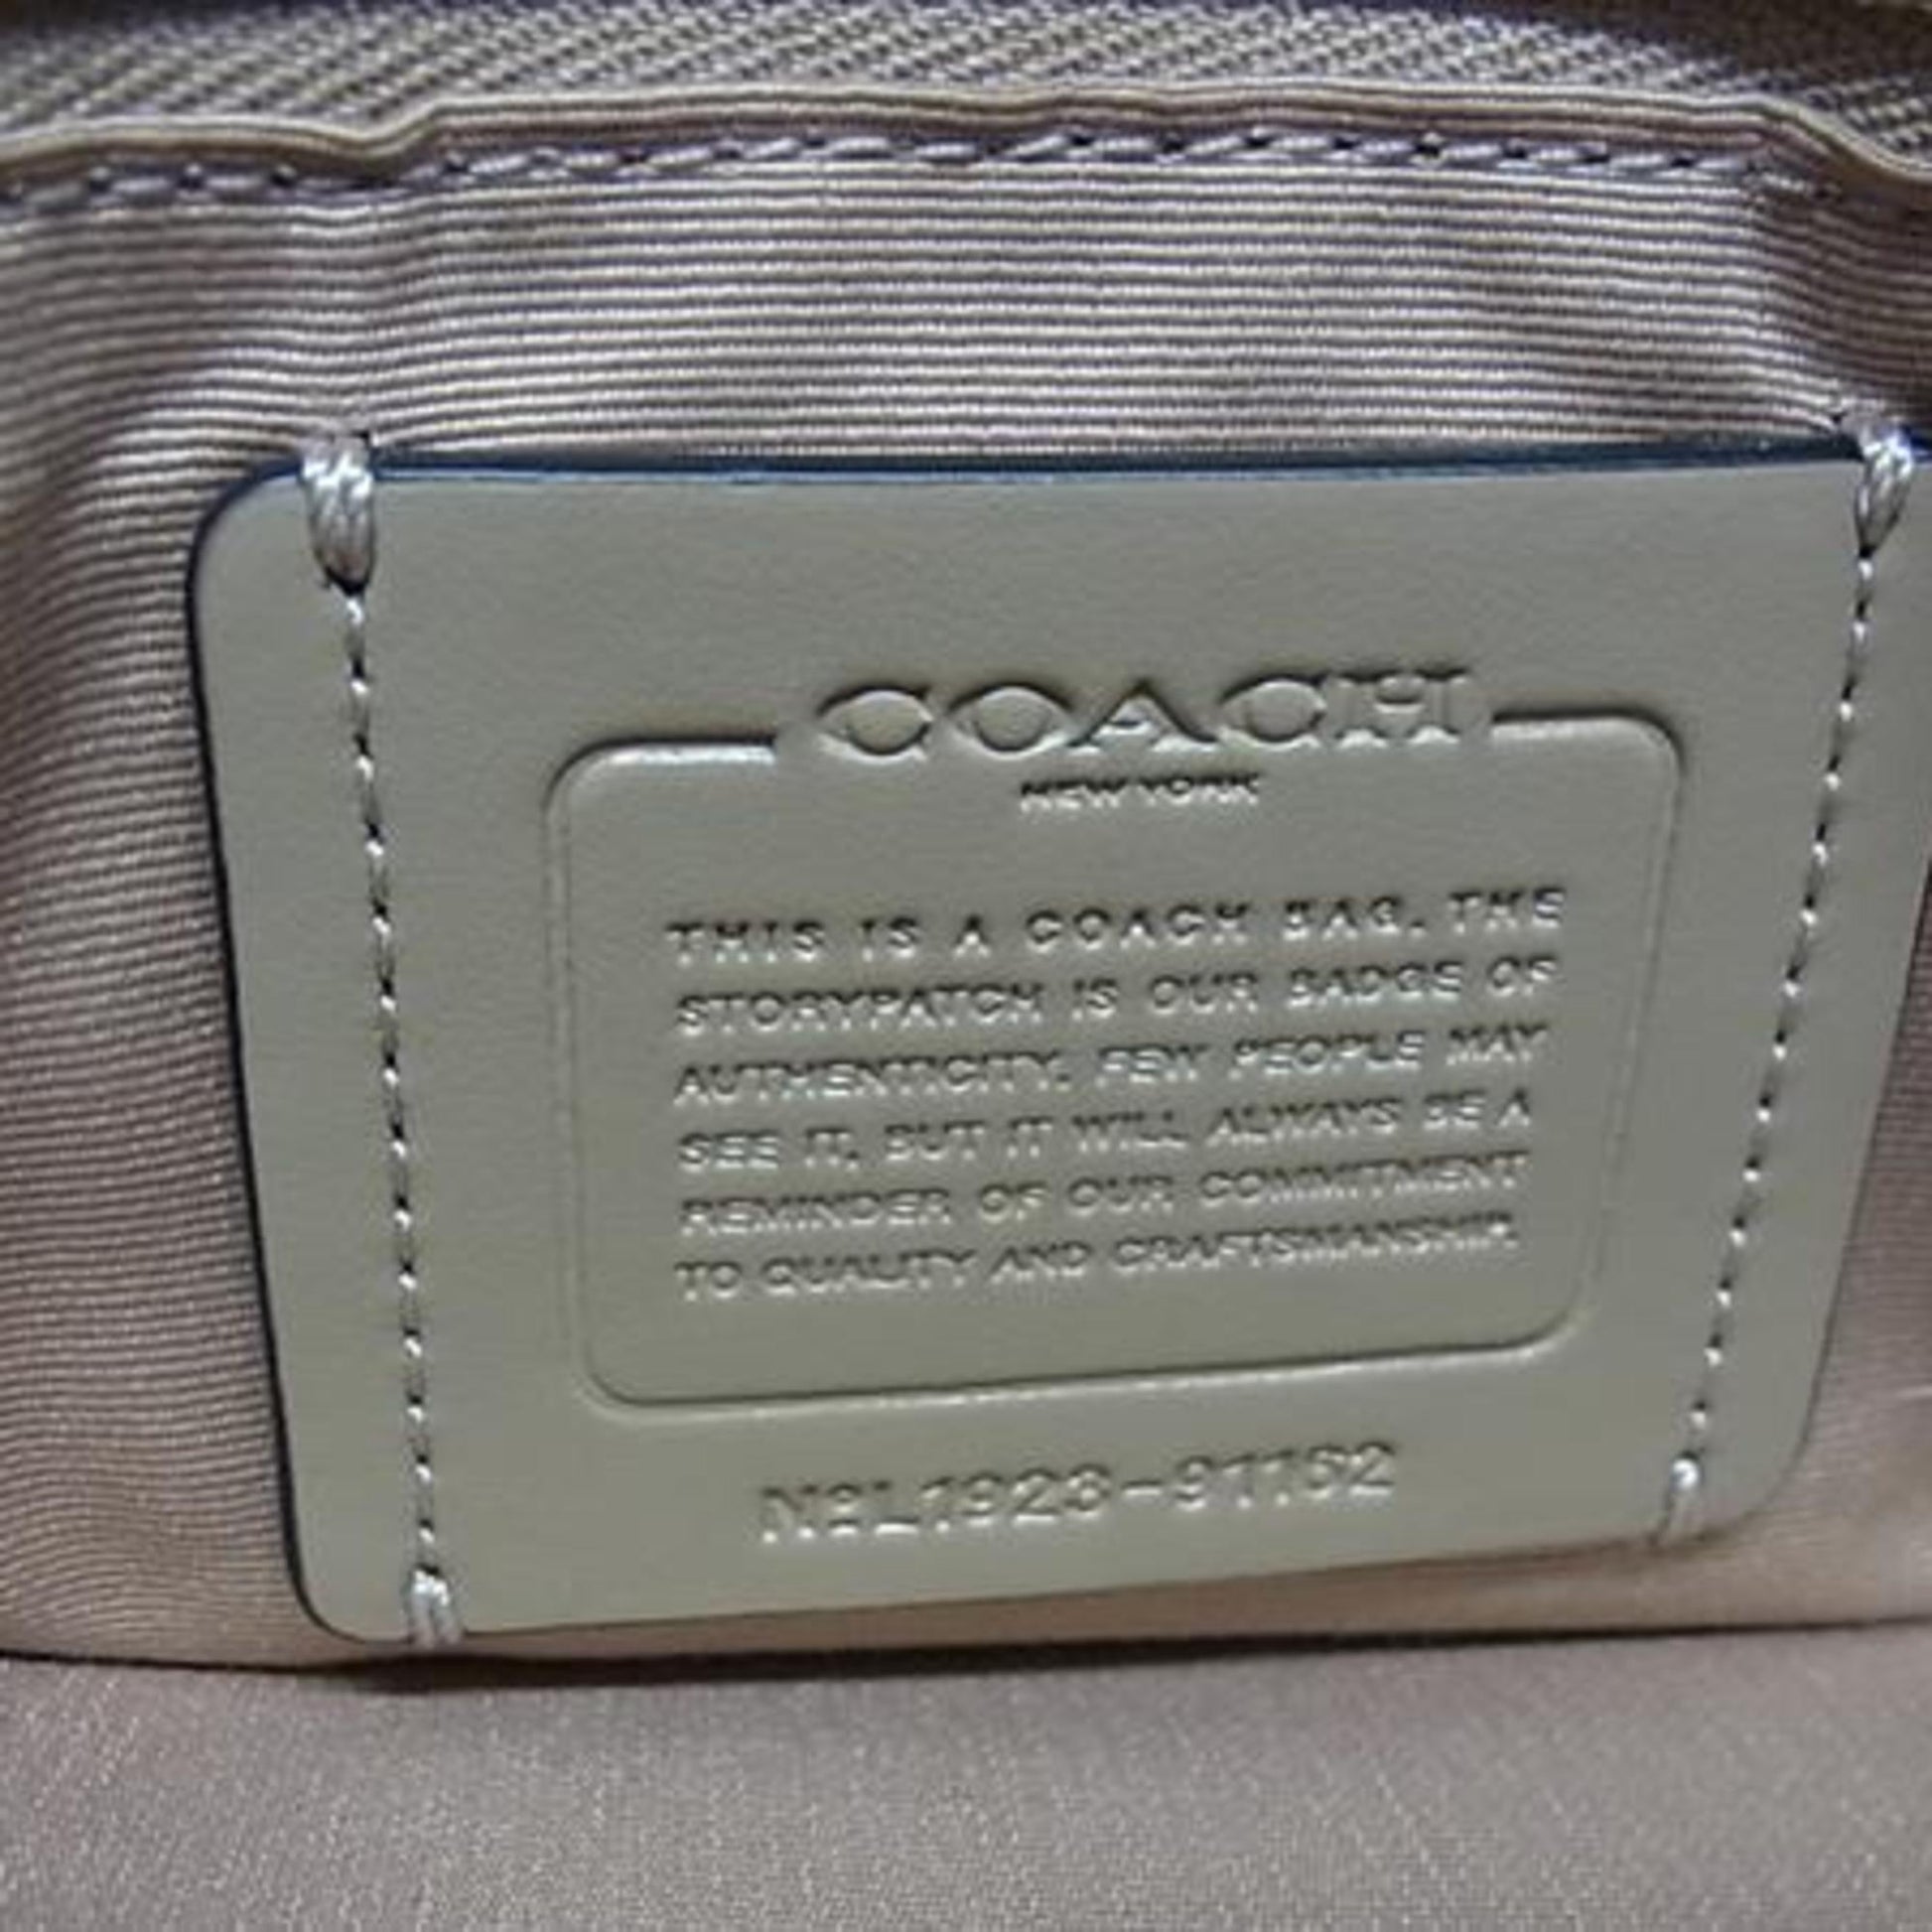 COACH
NEW YORK
THIS IS A COACH BAG. THE
STORYPATCH IS OUR BADGE OF
AUTHENTICITY. FEW PEOPLE MAY
SEE IT, BUT IT WILL ALWAYS BE A
REMINDER OF OUR COMMITMENT
TO QUALITY AND CRAFTSMANSHIP.
NoL1923-91162